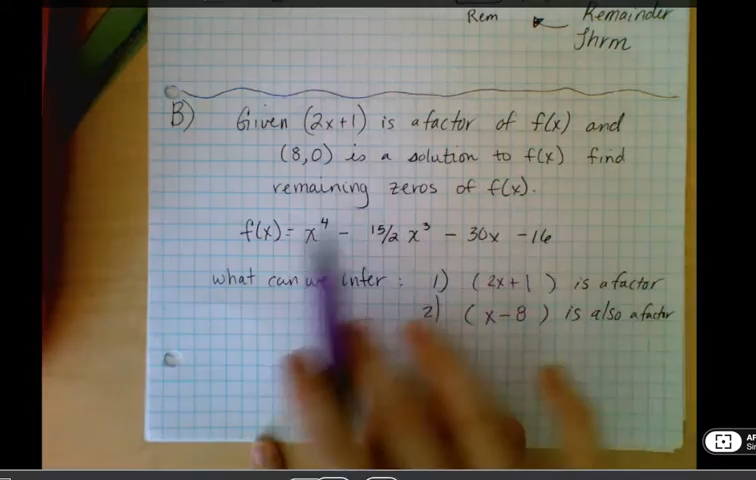 Rem Remainder
Thrm
B) Given (2x+1) is a factor of f(x) and
(8,0) is a solution to f(x) find
remaining zeros of f(x).
f(x) = x⁴ - 15/2 x³ - 30x - 16
what can we infer : 1) (2x+1) is a factor
2) (x-8) is also a factor